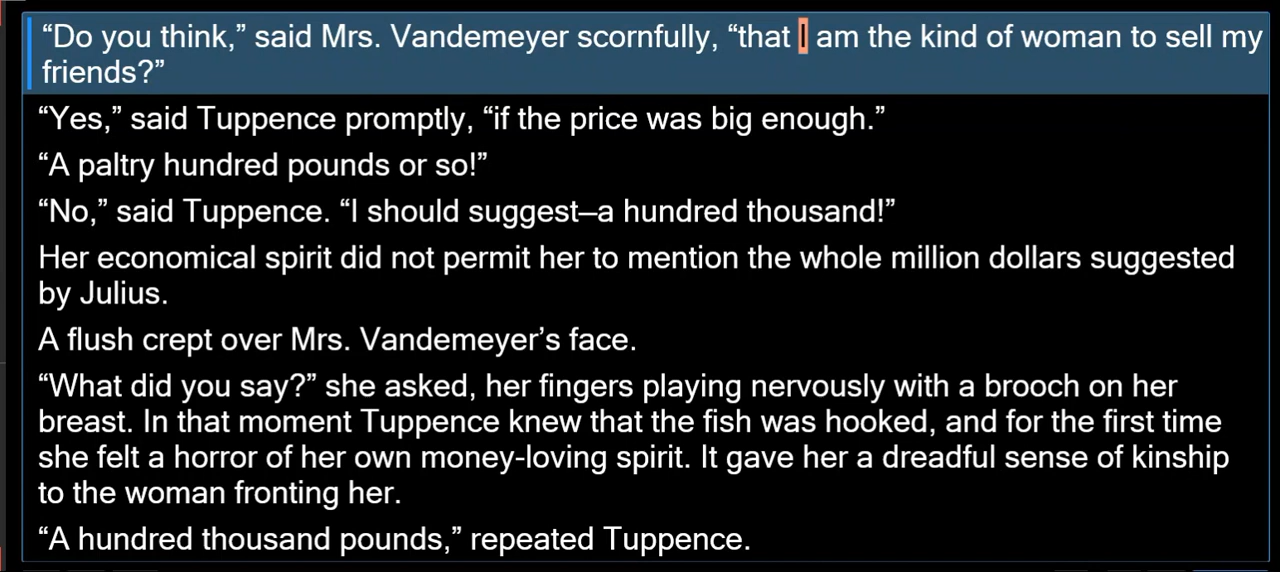 “Do you think,” said Mrs. Vandemeyer scornfully, “that I am the kind of woman to sell my
friends?”
“Yes,” said Tuppence promptly, “if the price was big enough.”
“A paltry hundred pounds or so!”
“No,” said Tuppence. “I should suggest—a hundred thousand!”
Her economical spirit did not permit her to mention the whole million dollars suggested
by Julius.
A flush crept over Mrs. Vandemeyer’s face.
“What did you say?” she asked, her fingers playing nervously with a brooch on her
breast. In that moment Tuppence knew that the fish was hooked, and for the first time
she felt a horror of her own money-loving spirit. It gave her a dreadful sense of kinship
to the woman fronting her.
“A hundred thousand pounds,” repeated Tuppence.